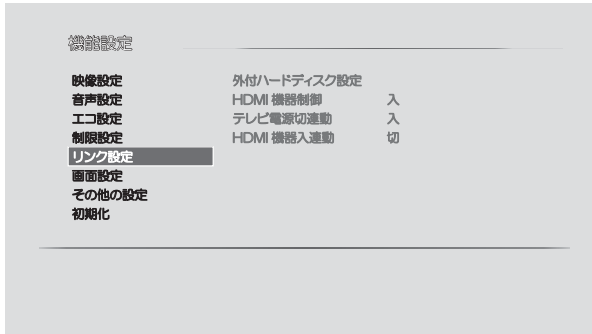 機能設定
映像設定
音声設定
エコ設定
制限設定
リンク設定
画面設定
その他の設定
初期化
外付ハードディスク設定
HDMI 機器制御 入
テレビ電源切連動 入
HDMI 機器入連動 切